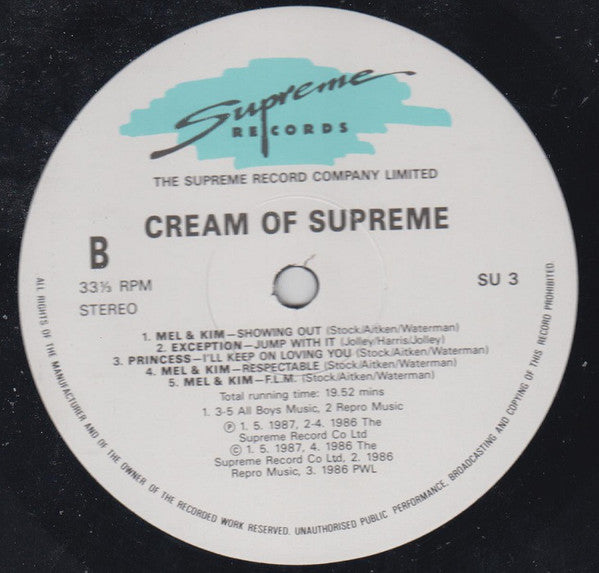 Supreme
RECORDS
THE SUPREME RECORD COMPANY LIMITED
CREAM OF SUPREME
B
33⅓ RPM
STEREO
SU 3
1. MEL & KIM—SHOWING OUT (Stock/Aitken/Waterman)
2. EXCEPTION—JUMP WITH IT (Jolley/Harris/Jolley)
3. PRINCESS—I'LL KEEP ON LOVING YOU (Stock/Aitken/Waterman)
4. MEL & KIM—RESPECTABLE (Stock/Aitken/Waterman)
5. MEL & KIM—F.L.M. (Stock/Aitken/Waterman)
Total running time: 19.52 mins
1. 3-5 All Boys Music, 2 Repro Music
℗ 1. 5. 1987, 2-4. 1986 The
Supreme Record Co Ltd
© 1. 5. 1987, 4. 1986 The
Supreme Record Co Ltd, 2. 1986
Repro Music, 3. 1986 PWL
ALL RIGHTS OF THE MANUFACTURER AND OF THE OWNER OF THE RECORDED WORK RESERVED. UNAUTHORISED PUBLIC PERFORMANCE, BROADCASTING AND COPYING OF THIS RECORD PROHIBITED.